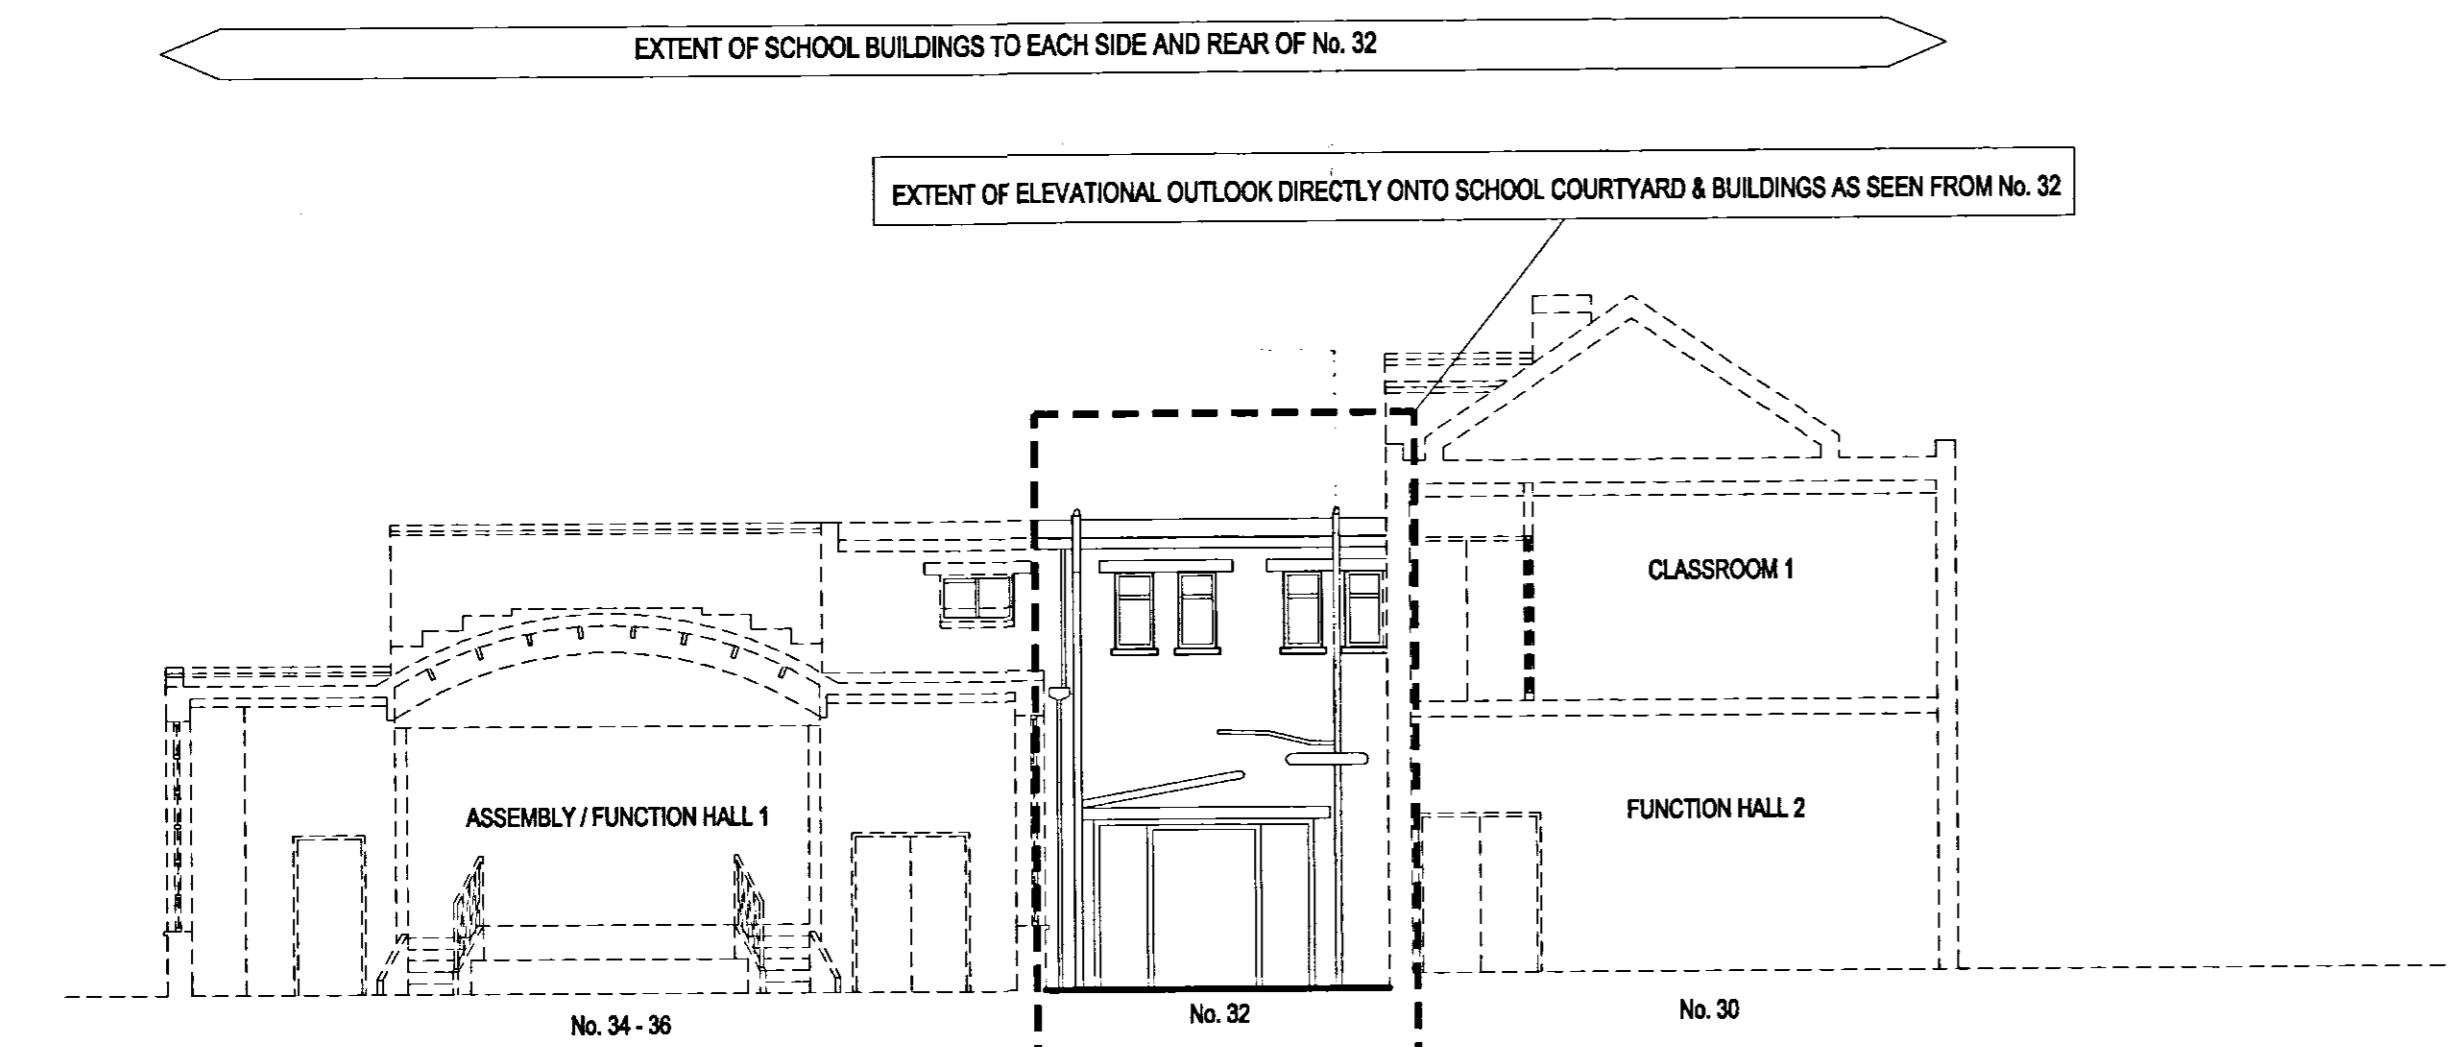 EXTENT OF SCHOOL BUILDINGS TO EACH SIDE AND REAR OF No. 32
EXTENT OF ELEVATIONAL OUTLOOK DIRECTLY ONTO SCHOOL COURTYARD & BUILDINGS AS SEEN FROM No. 32
CLASSROOM 1
ASSEMBLY / FUNCTION HALL 1
FUNCTION HALL 2
No. 34 - 36
No. 32
No. 30